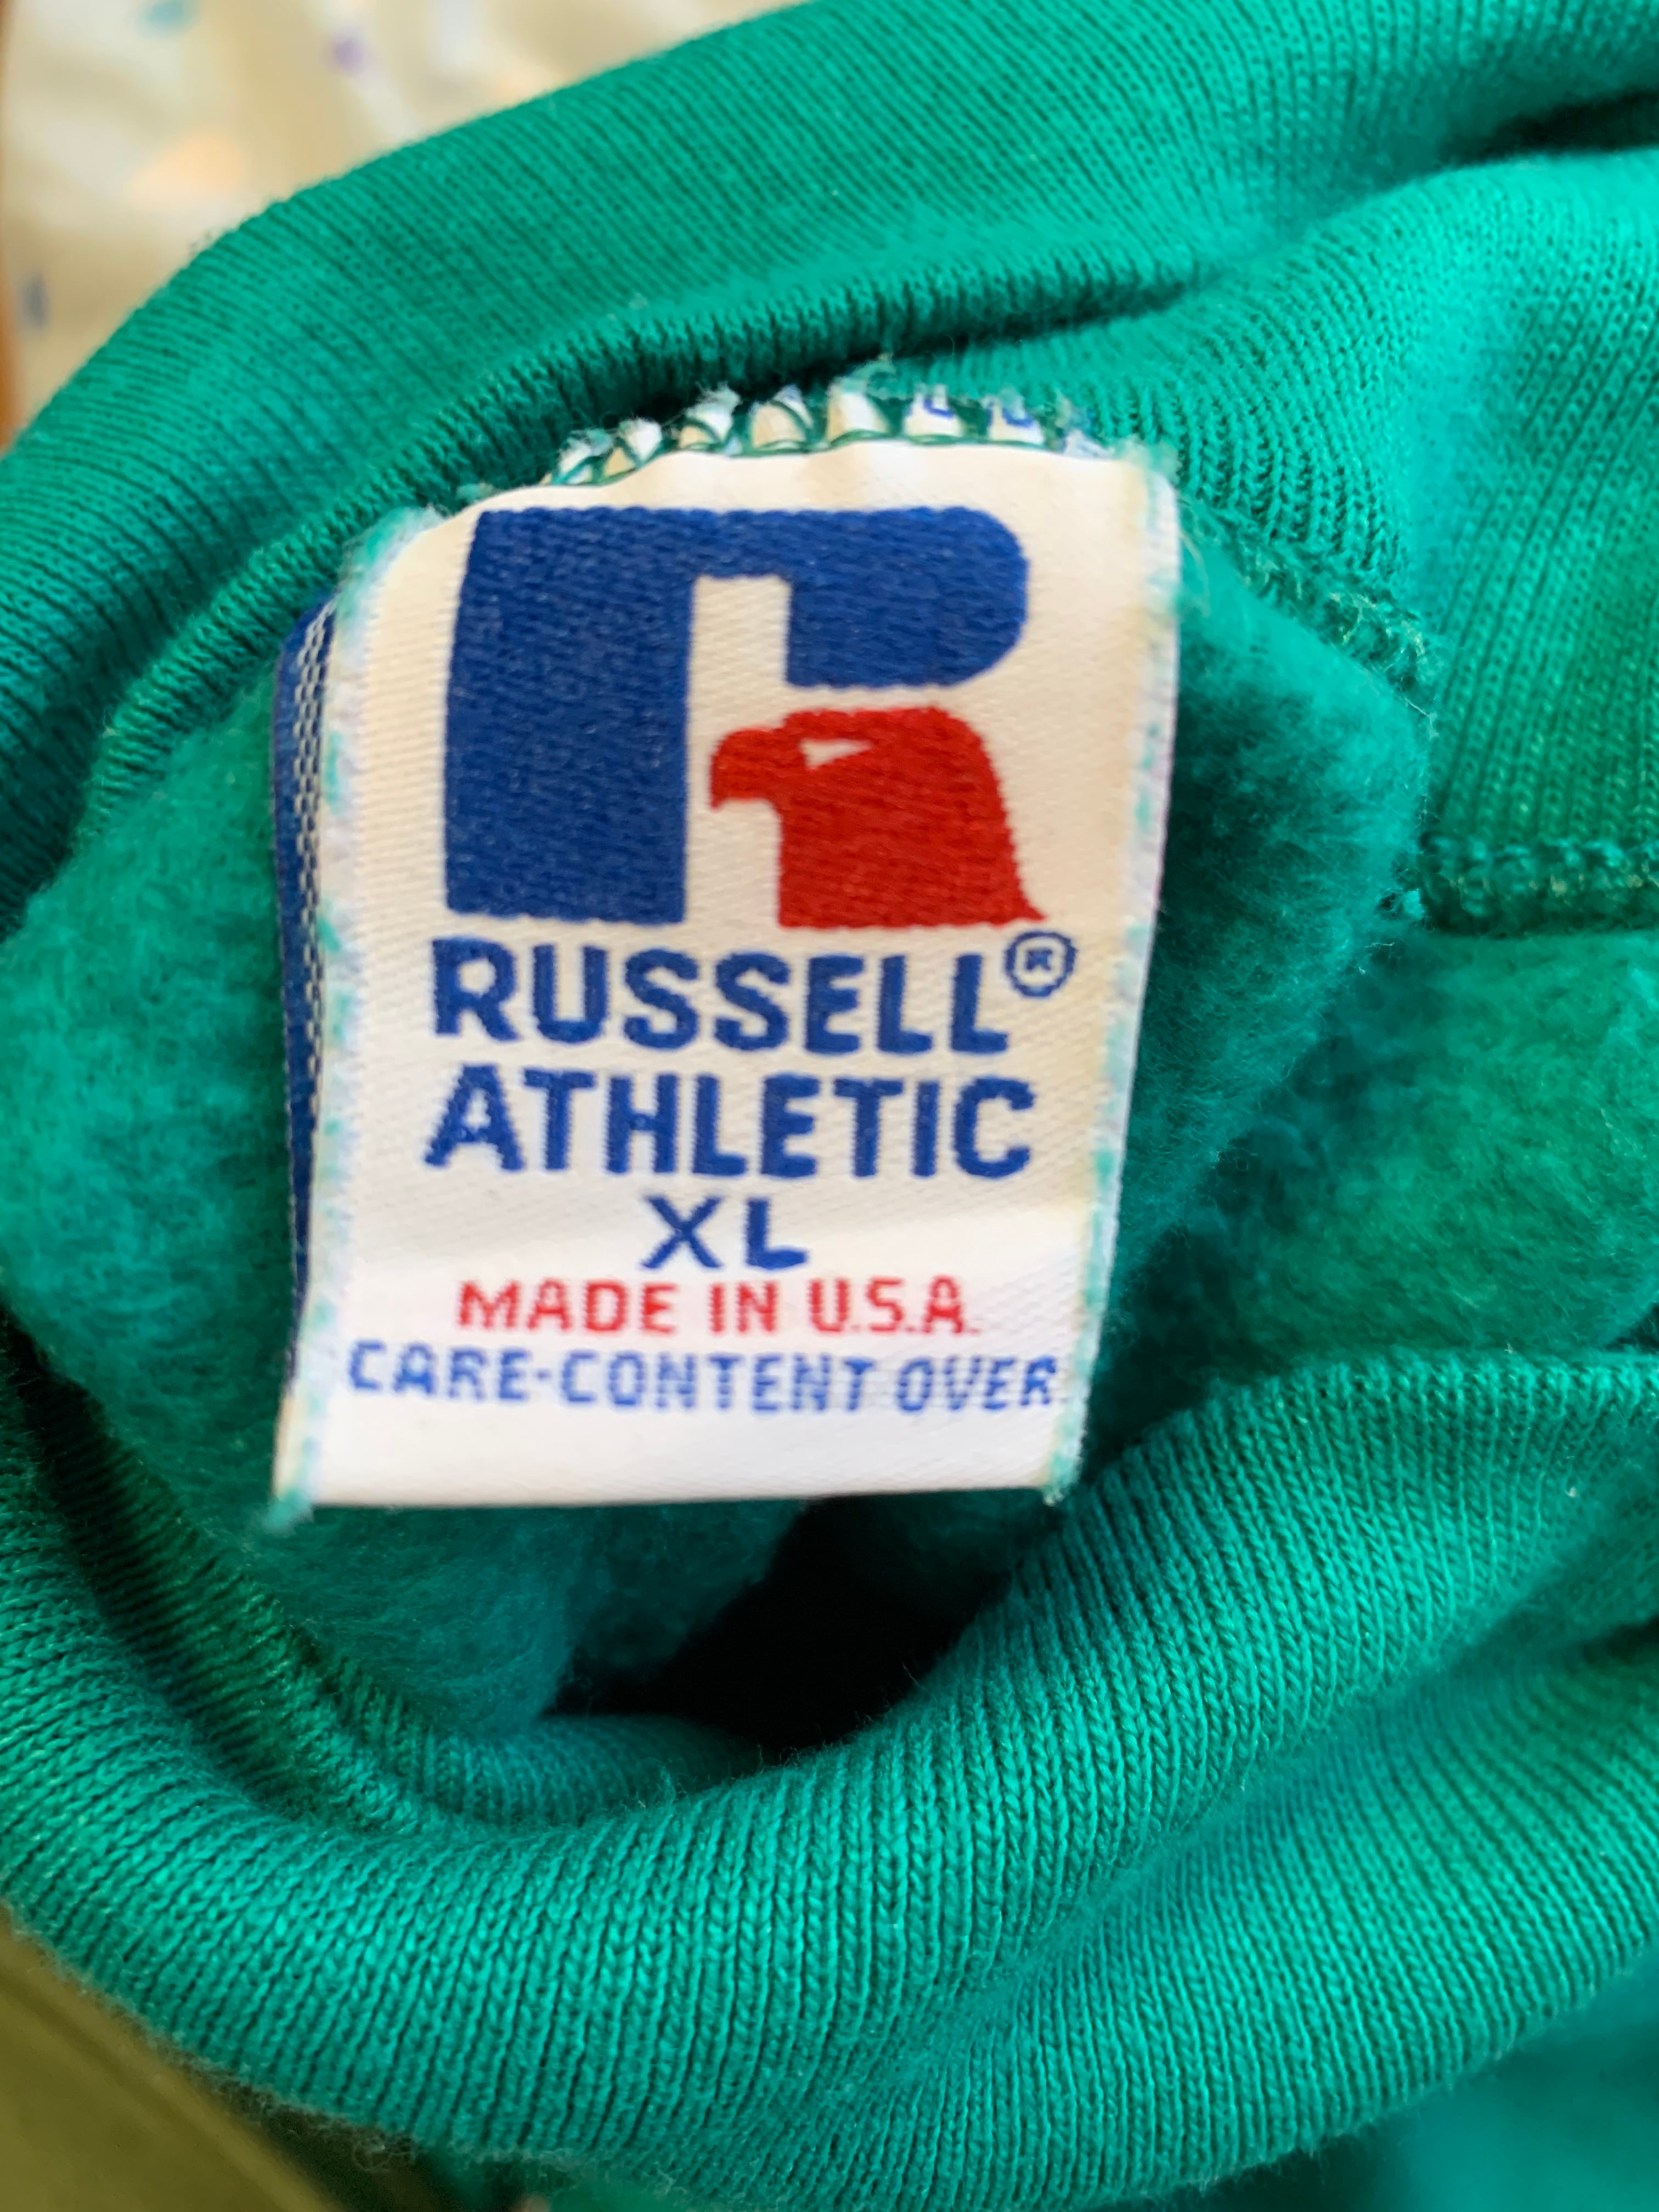 RUSSELL®
ATHLETIC
XL
MADE IN U.S.A.
CARE-CONTENT OVER